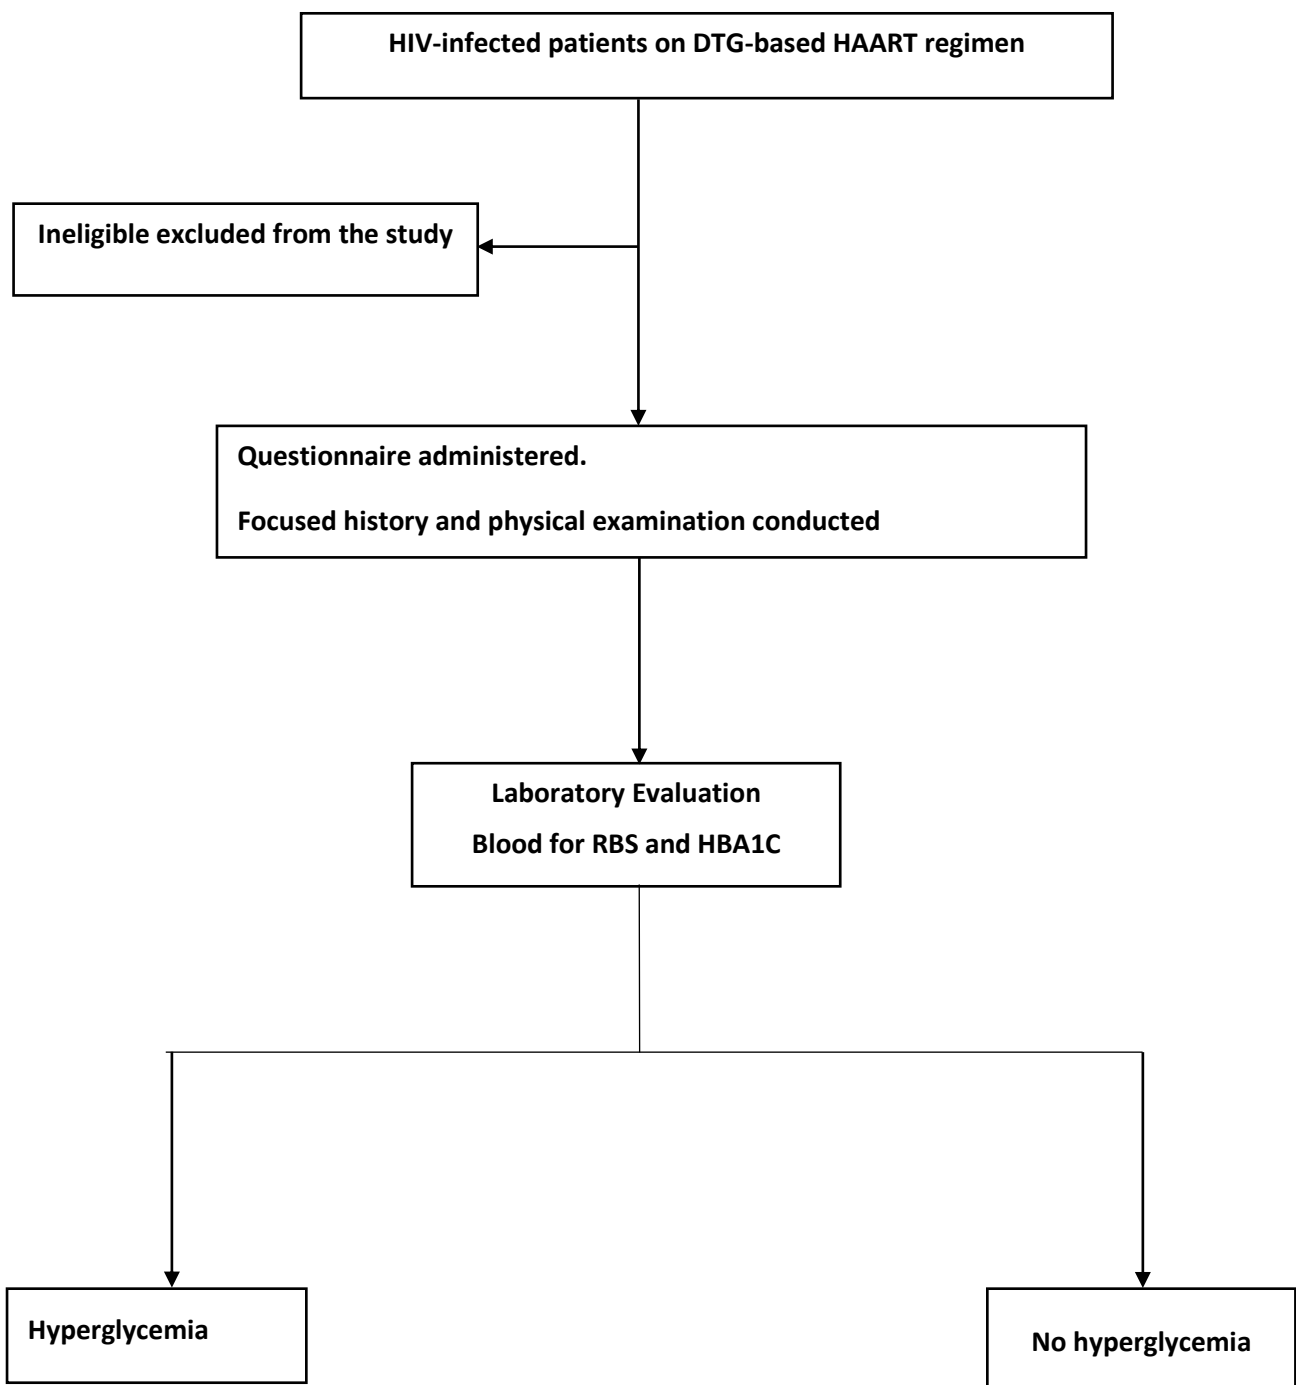 HIV-infected patients on DTG-based HAART regimen
Ineligible excluded from the study
Questionnaire administered.
Focused history and physical examination conducted
Laboratory Evaluation
Blood for RBS and HBA1C
Hyperglycemia
No hyperglycemia